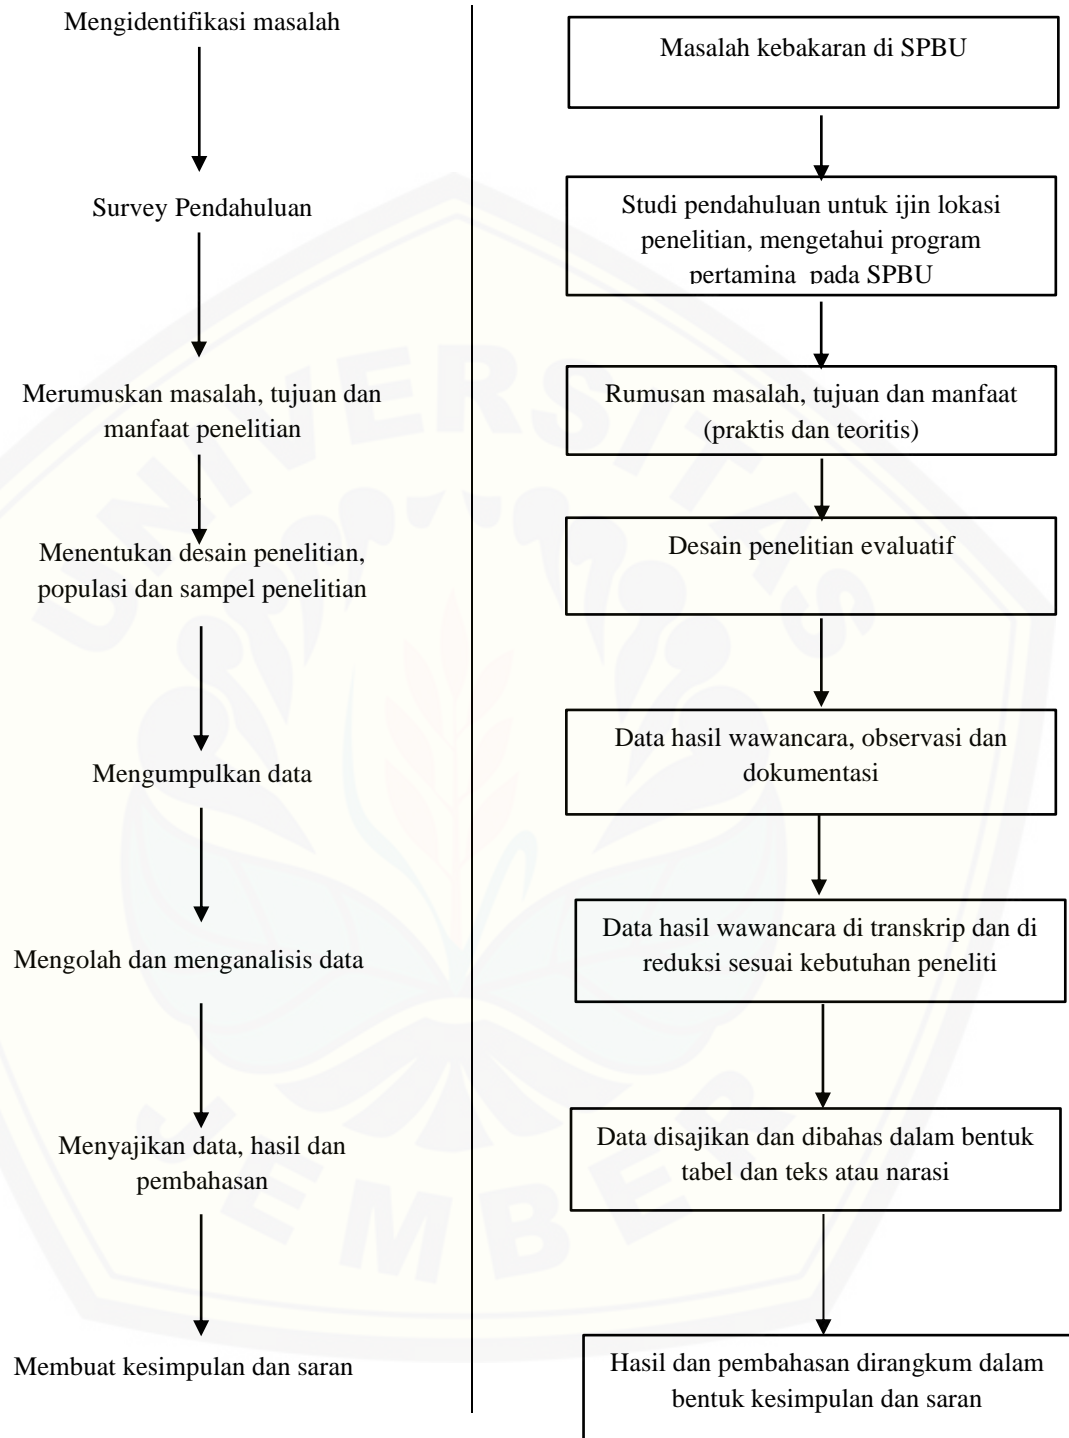 Mengidentifikasi masalah
Masalah kebakaran di SPBU
Survey Pendahuluan
Studi pendahuluan untuk ijin lokasi
penelitian, mengetahui program
pertamina  pada SPBU
Merumuskan masalah, tujuan dan
manfaat penelitian
Rumusan masalah, tujuan dan manfaat
(praktis dan teoritis)
Menentukan desain penelitian,
populasi dan sampel penelitian
Desain penelitian evaluatif
Mengumpulkan data
Data hasil wawancara, observasi dan
dokumentasi
Mengolah dan menganalisis data
Data hasil wawancara di transkrip dan di
reduksi sesuai kebutuhan peneliti
Menyajikan data, hasil dan
pembahasan
Data disajikan dan dibahas dalam bentuk
tabel dan teks atau narasi
Membuat kesimpulan dan saran
Hasil dan pembahasan dirangkum dalam
bentuk kesimpulan dan saran
UNIVERSITAS
JEMBER